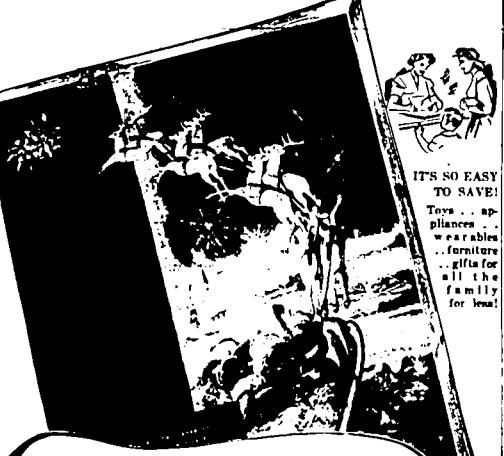 IT'S SO EASY
TO SAVE!
Toys . . ap-
pliances . .
wearables
. . furniture
. . gifts for
all the
family
for less!